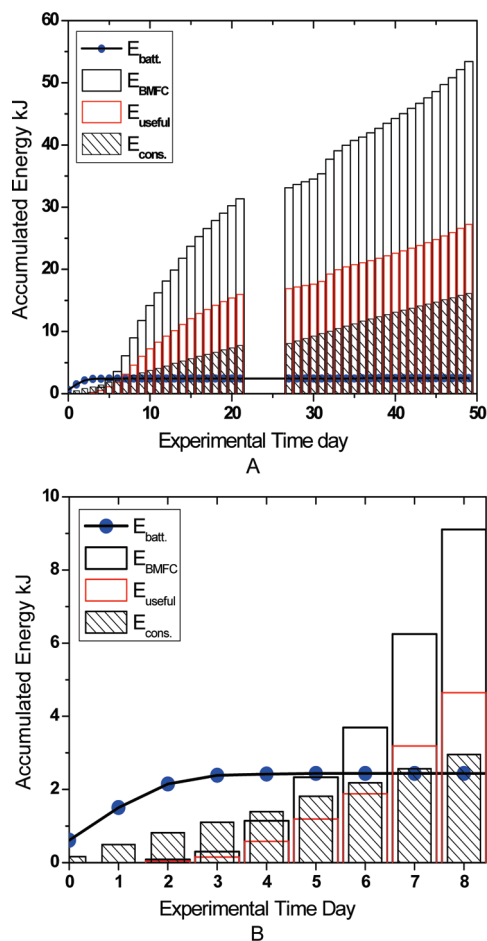 60
50
40
30
20
10
0
Accumulated Energy kJ
E batt.
E BMFC
E useful
E cons.
0 10 20 30 40 50
Experimental Time day
A
10
8
6
4
2
0
Accumulated Energy kJ
E batt.
E BMFC
E useful
E cons.
0 1 2 3 4 5 6 7 8
Experimental Time Day
B